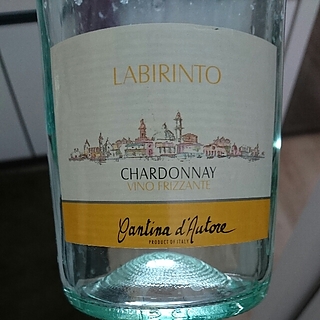 LABIRINTO
CHARDONNAY
VINO FRIZZANTE
Cantina d'Autore
PRODUCT OF ITALY